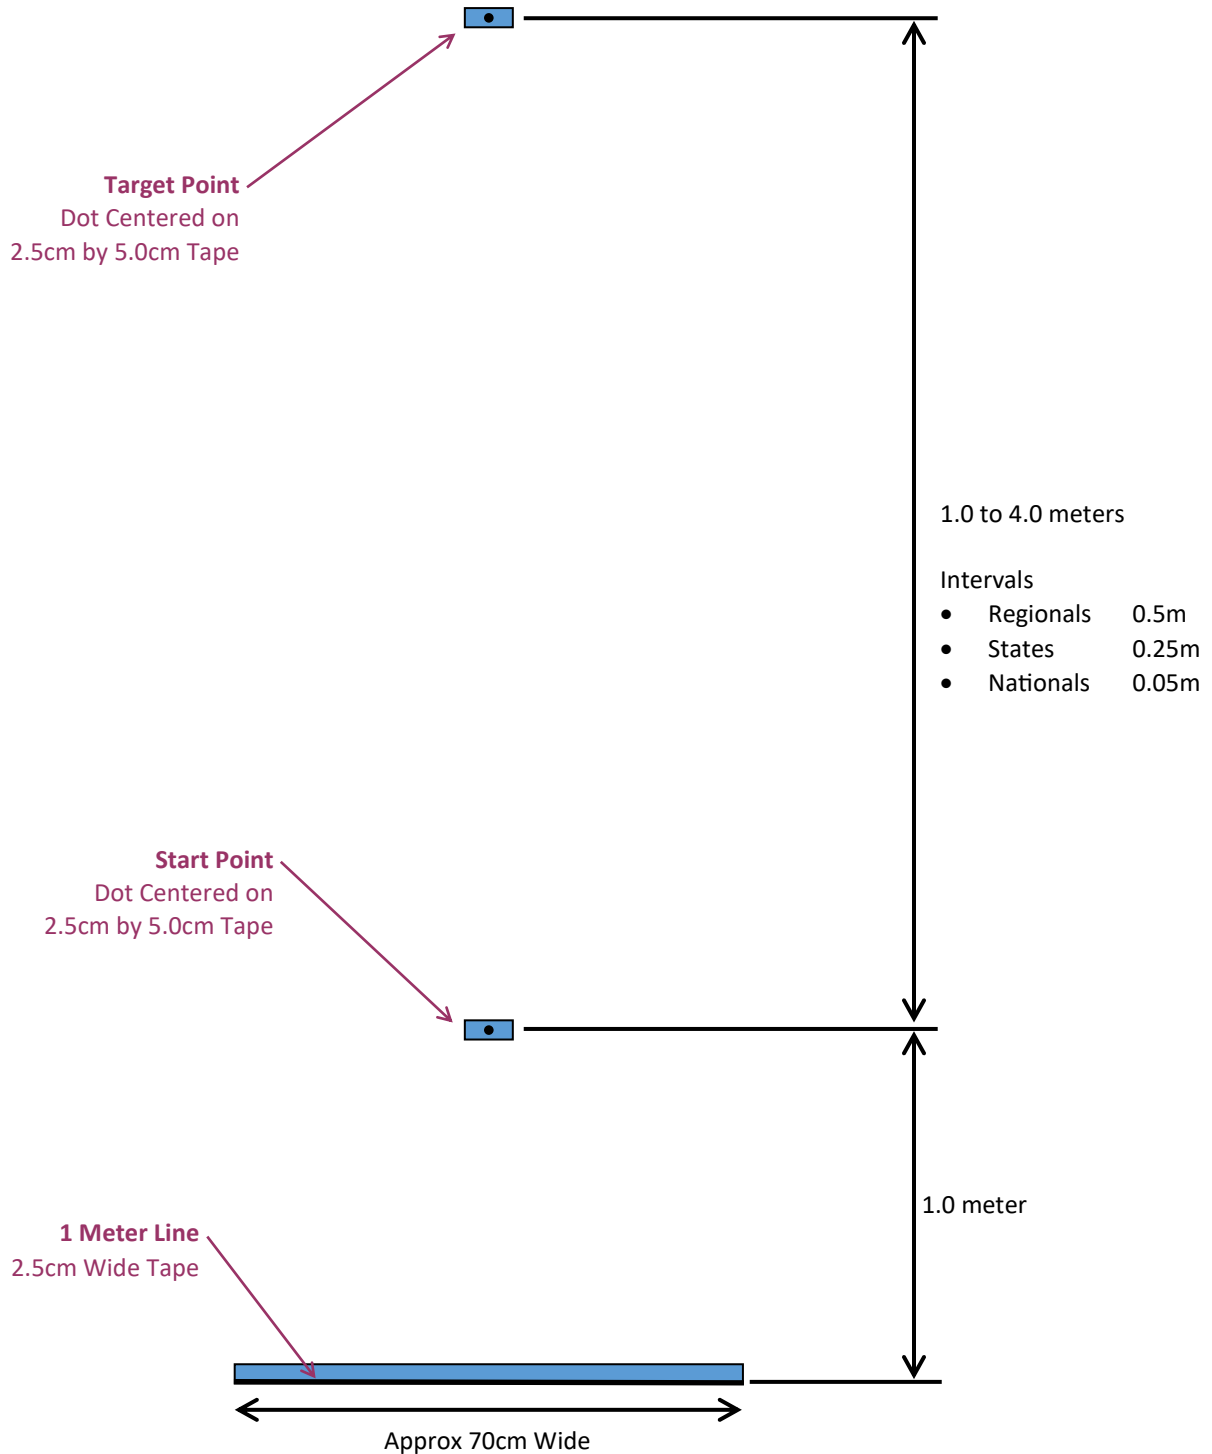 Target Point
Dot Centered on
2.5cm by 5.0cm Tape
1.0 to 4.0 meters
Intervals
• Regionals 0.5m
• States 0.25m
• Nationals 0.05m
Start Point
Dot Centered on
2.5cm by 5.0cm Tape
1.0 meter
1 Meter Line
2.5cm Wide Tape
Approx 70cm Wide